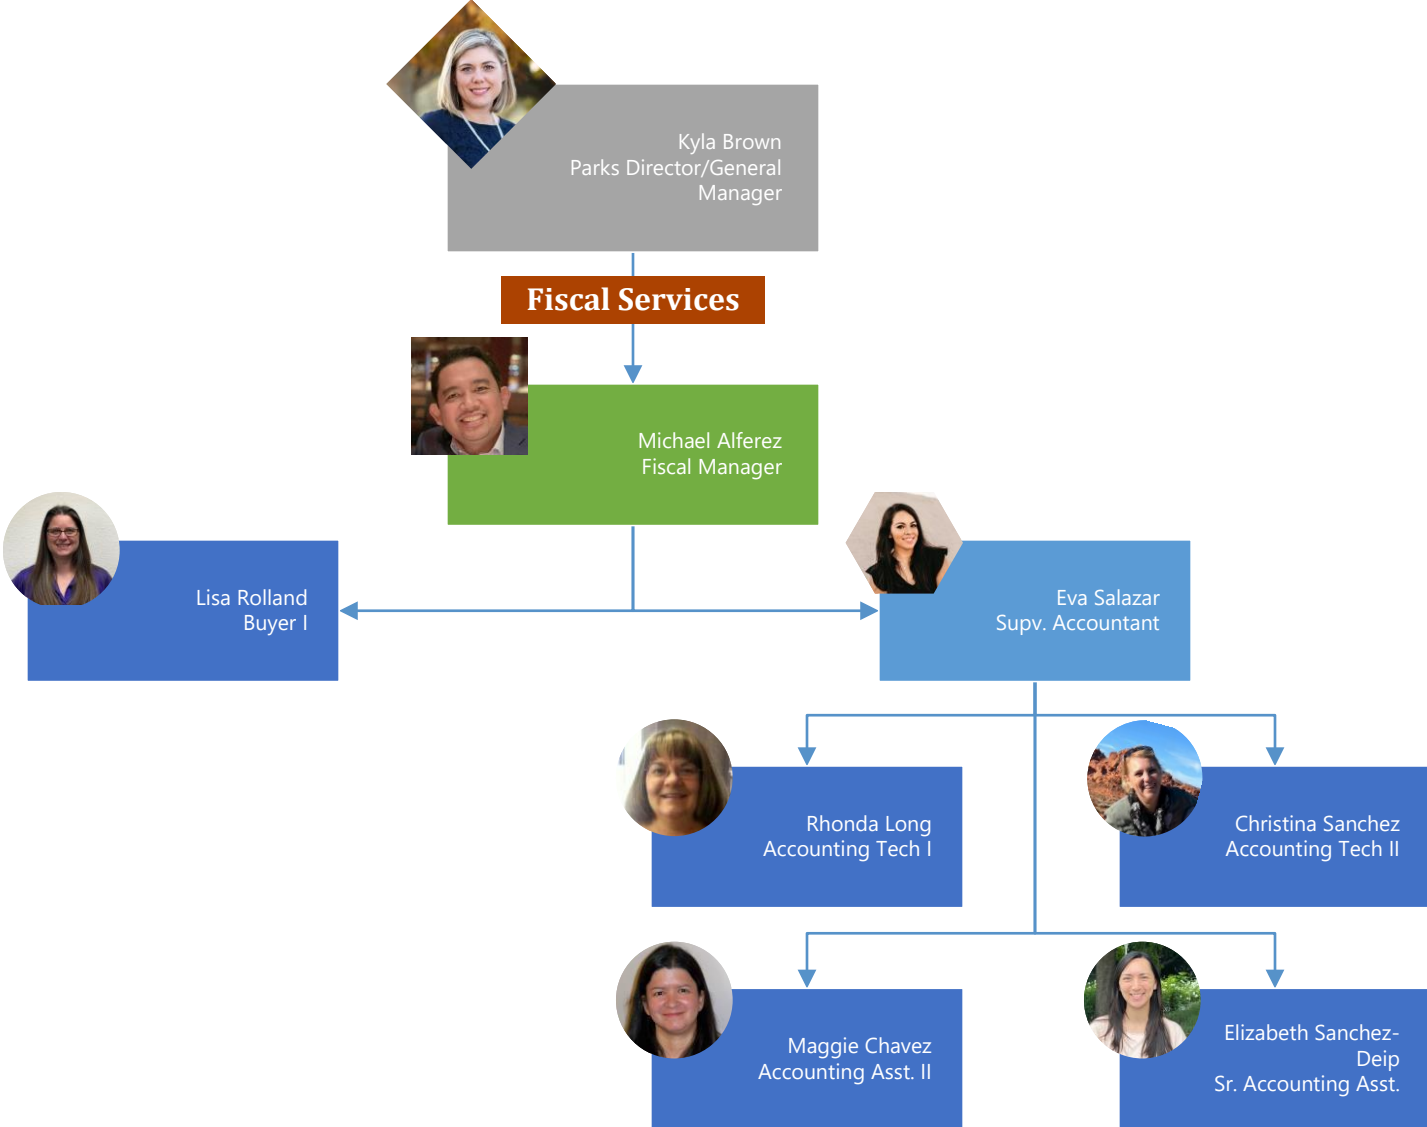 Kyla Brown
Parks Director/General
Manager
Fiscal Services
Michael Alferez
Fiscal Manager
Lisa Rolland
Buyer I
Eva Salazar
Supv. Accountant
Rhonda Long
Accounting Tech I
Christina Sanchez
Accounting Tech II
Maggie Chavez
Accounting Asst. II
Elizabeth Sanchez-
Deip
Sr. Accounting Asst.